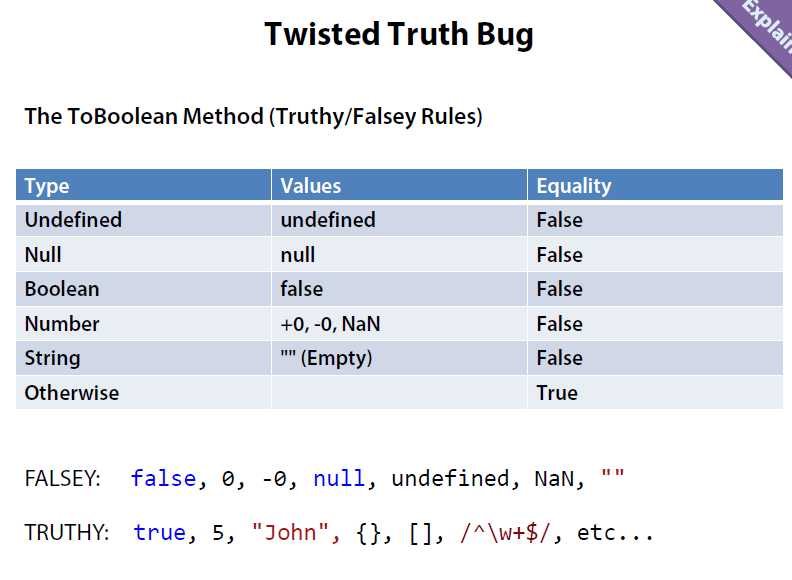 Explain
Twisted Truth Bug
The ToBoolean Method (Truthy/Falsey Rules)
Type Values Equality
Undefined undefined False
Null null False
Boolean false False
Number +0, -0, NaN False
String "" (Empty) False
Otherwise True
FALSEY: false, 0, -0, null, undefined, NaN, ""
TRUTHY: true, 5, "John", {}, [], /^\w+$/, etc...